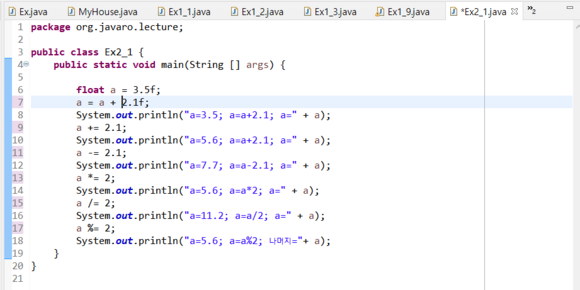 Ex.java MyHouse.java Ex1_1.java Ex1_2.java Ex1_3.java Ex1_9.java *Ex2_1.java »2
1 package org.javaro.lecture;
2
3 public class Ex2_1 {
4 public static void main(String [] args) {
5
6 float a = 3.5f;
7 a = a + 2.1f;
8 System.out.println("a=3.5; a=a+2.1; a=" + a);
9 a += 2.1;
10 System.out.println("a=5.6; a=a+2.1; a=" + a);
11 a -= 2.1;
12 System.out.println("a=7.7; a=a-2.1; a=" + a);
13 a *= 2;
14 System.out.println("a=5.6; a=a*2; a=" + a);
15 a /= 2;
16 System.out.println("a=11.2; a=a/2; a=" + a);
17 a %= 2;
18 System.out.println("a=5.6; a=a%2; 나머지="+ a);
19 }
20 }
21